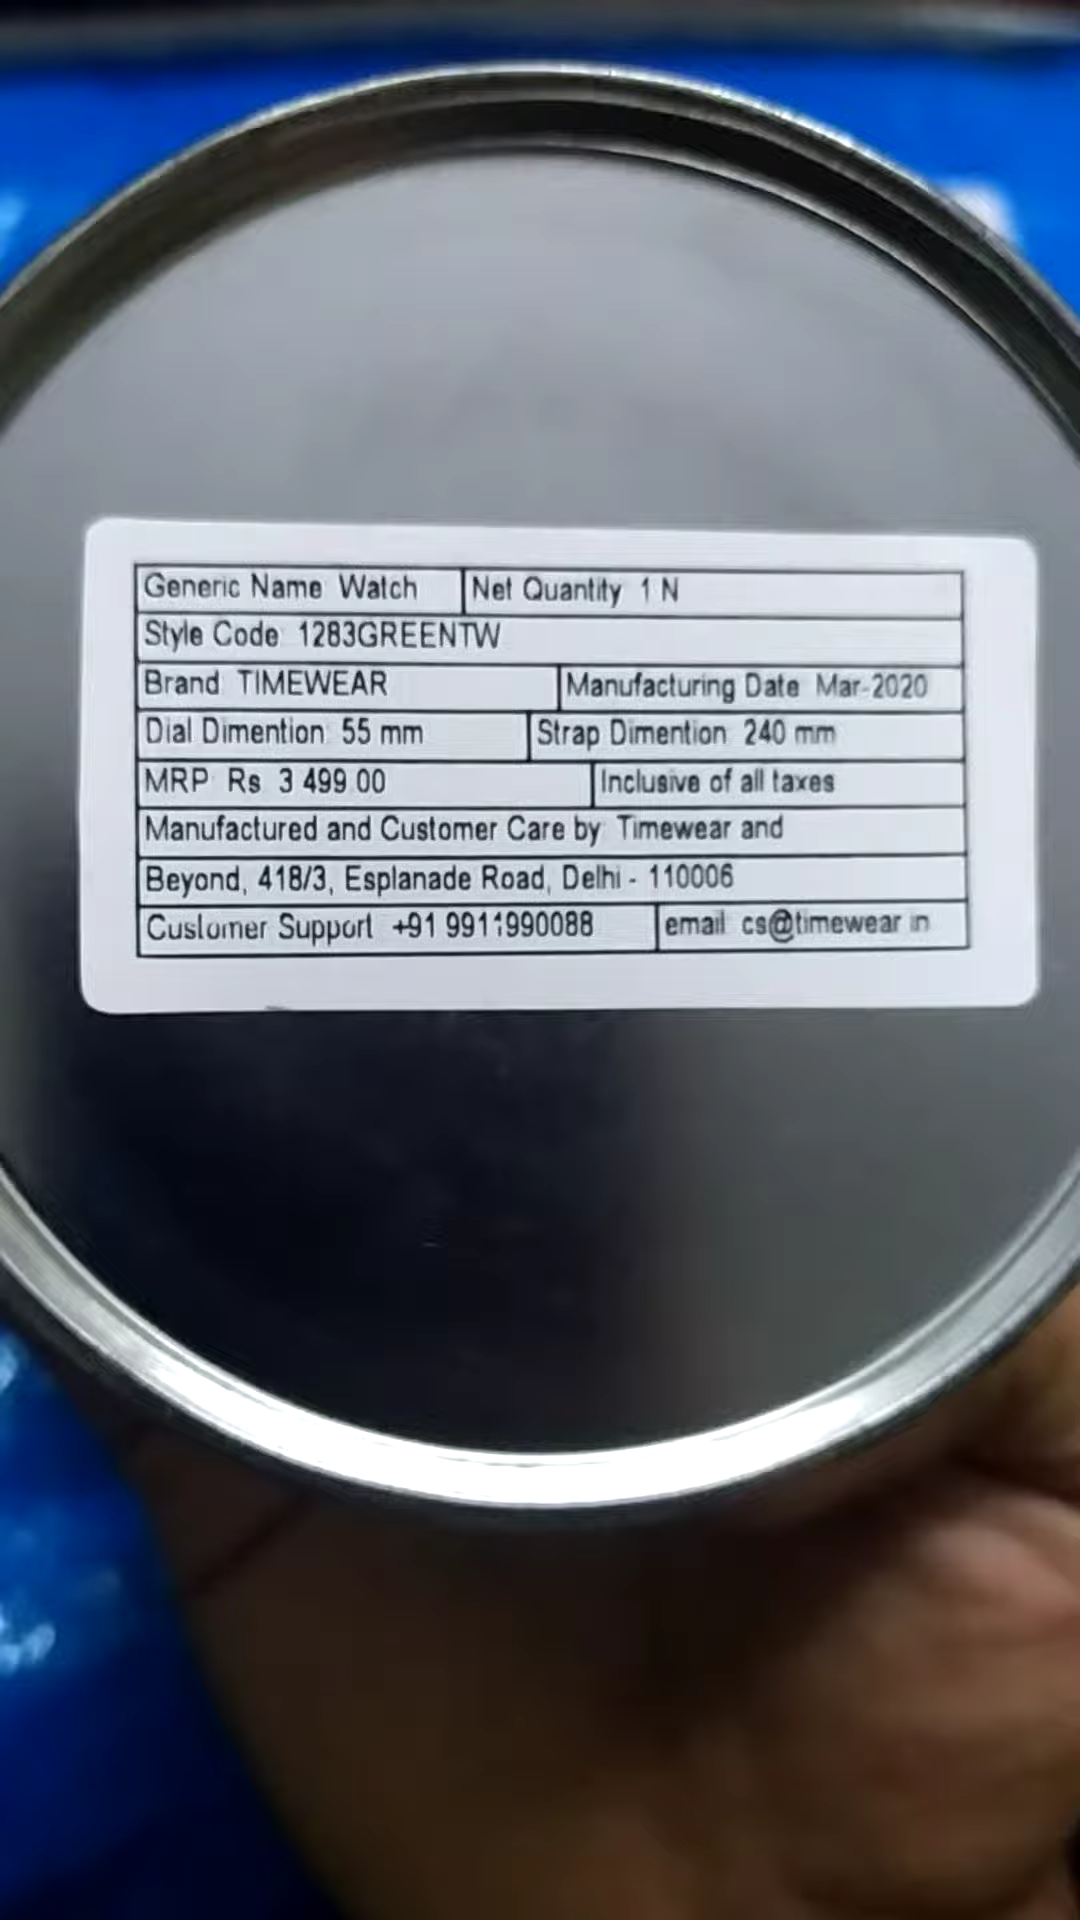 Generic Name Watch Net Quantity 1 N
Style Code 1283GREENTW
Brand TIMEWEAR Manufacturing Date Mar-2020
Dial Dimention 55 mm Strap Dimention 240 mm
MRP Rs 3 499 00 Inclusive of all taxes
Manufactured and Customer Care by Timewear and
Beyond, 418/3, Esplanade Road, Delhi - 110006
Customer Support +91 9911990088 email cs@timewear in